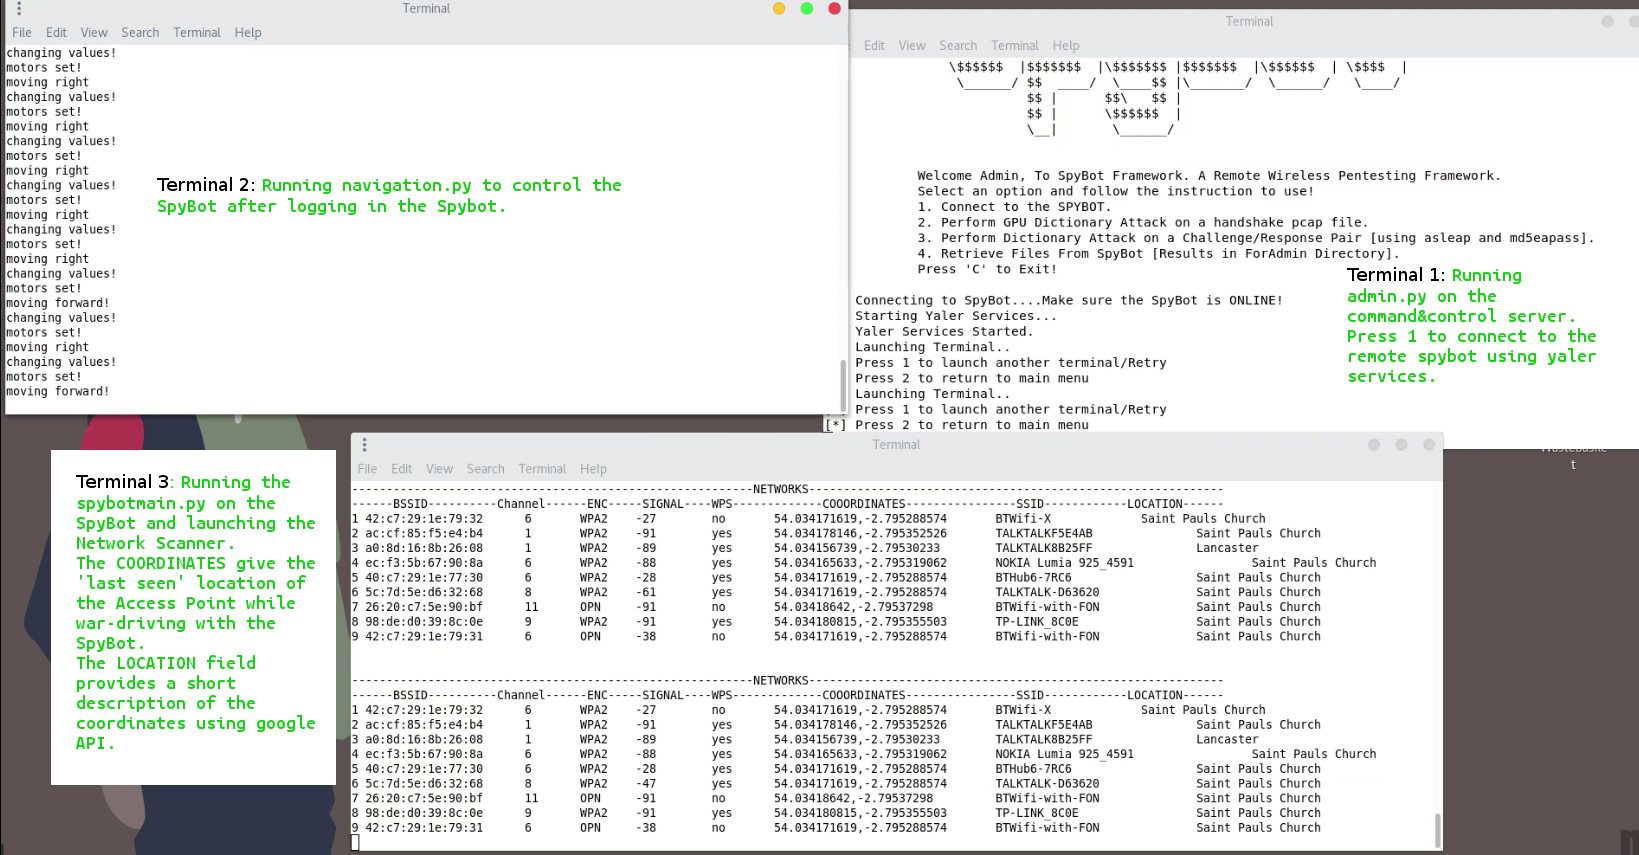 Terminal
File Edit View Search Terminal Help
changing values!
motors set!
moving right
changing values!
motors set!
moving right
changing values!
motors set!
moving right
changing values!
motors set!
moving right
changing values!
motors set!
moving right
changing values!
motors set!
moving forward!
changing values!
motors set!
moving right
changing values!
motors set!
moving forward!
Terminal 2: Running navigation.py to control the
SpyBot after logging in the Spybot.
Terminal
Edit View Search Terminal Help
\$$$$$$ |$$$$$$$ |\$$$$$$$ |$$$$$$$ |\$$$$$$ | \$$$$ |
\______/ $$ ____/ \____$$ |\_______/ \______/ \____/
$$ | $$\ $$ |
$$ | \$$$$$$ |
\__| \______/
Welcome Admin, To SpyBot Framework. A Remote Wireless Pentesting Framework.
Select an option and follow the instruction to use!
1. Connect to the SPYBOT.
2. Perform GPU Dictionary Attack on a handshake pcap file.
3. Perform Dictionary Attack on a Challenge/Response Pair [using asleap and md5eapass].
4. Retrieve Files From SpyBot [Results in ForAdmin Directory].
Press 'C' to Exit!
Connecting to SpyBot....Make sure the SpyBot is ONLINE!
Starting Yaler Services...
Yaler Services Started.
Launching Terminal..
Press 1 to launch another terminal/Retry
Press 2 to return to main menu
Launching Terminal..
Press 1 to launch another terminal/Retry
[*] Press 2 to return to main menu
Terminal 1: Running
admin.py on the
command&control server.
Press 1 to connect to the
remote spybot using yaler
services.
Wastebasket
t
Terminal 3: Running the
spybotmain.py on the
SpyBot and launching the
Network Scanner.
The COORDINATES give the
'last seen' location of
the Access Point while
war-driving with the
SpyBot.
The LOCATION field
provides a short
description of the
coordinates using google
API.
Terminal
File Edit View Search Terminal Help
----------------------------------------------------------NETWORKS------------------------------------------------------------
------BSSID----------Channel------ENC-----SIGNAL----WPS-------------COOORDINATES----------------SSID------------LOCATION------
1 42:c7:29:1e:79:32 6 WPA2 -27 no 54.034171619,-2.795288574 BTWifi-X Saint Pauls Church
2 ac:cf:85:f5:e4:b4 1 WPA2 -91 yes 54.034178146,-2.795352526 TALKTALKF5E4AB Saint Pauls Church
3 a0:8d:16:8b:26:08 1 WPA2 -89 yes 54.034156739,-2.79530233 TALKTALK8B25FF Lancaster
4 ec:f3:5b:67:90:8a 6 WPA2 -88 yes 54.034165633,-2.795319062 NOKIA Lumia 925_4591 Saint Pauls Church
5 40:c7:29:1e:77:30 6 WPA2 -28 yes 54.034171619,-2.795288574 BTHub6-7RC6 Saint Pauls Church
6 5c:7d:5e:d6:32:68 8 WPA2 -61 yes 54.034171619,-2.795288574 TALKTALK-D63620 Saint Pauls Church
7 26:20:c7:5e:90:bf 11 OPN -91 no 54.03418642,-2.79537298 BTWifi-with-FON Saint Pauls Church
8 98:de:d0:39:8c:0e 9 WPA2 -91 yes 54.034180815,-2.795355503 TP-LINK_8C0E Saint Pauls Church
9 42:c7:29:1e:79:31 6 OPN -38 no 54.034171619,-2.795288574 BTWifi-with-FON Saint Pauls Church
----------------------------------------------------------NETWORKS------------------------------------------------------------
------BSSID----------Channel------ENC-----SIGNAL----WPS-------------COOORDINATES----------------SSID------------LOCATION------
1 42:c7:29:1e:79:32 6 WPA2 -27 no 54.034171619,-2.795288574 BTWifi-X Saint Pauls Church
2 ac:cf:85:f5:e4:b4 1 WPA2 -91 yes 54.034178146,-2.795352526 TALKTALKF5E4AB Saint Pauls Church
3 a0:8d:16:8b:26:08 1 WPA2 -89 yes 54.034156739,-2.79530233 TALKTALK8B25FF Lancaster
4 ec:f3:5b:67:90:8a 6 WPA2 -88 yes 54.034165633,-2.795319062 NOKIA Lumia 925_4591 Saint Pauls Church
5 40:c7:29:1e:77:30 6 WPA2 -28 yes 54.034171619,-2.795288574 BTHub6-7RC6 Saint Pauls Church
6 5c:7d:5e:d6:32:68 8 WPA2 -47 yes 54.034171619,-2.795288574 TALKTALK-D63620 Saint Pauls Church
7 26:20:c7:5e:90:bf 11 OPN -91 no 54.03418642,-2.79537298 BTWifi-with-FON Saint Pauls Church
8 98:de:d0:39:8c:0e 9 WPA2 -91 yes 54.034180815,-2.795355503 TP-LINK_8C0E Saint Pauls Church
9 42:c7:29:1e:79:31 6 OPN -38 no 54.034171619,-2.795288574 BTWifi-with-FON Saint Pauls Church